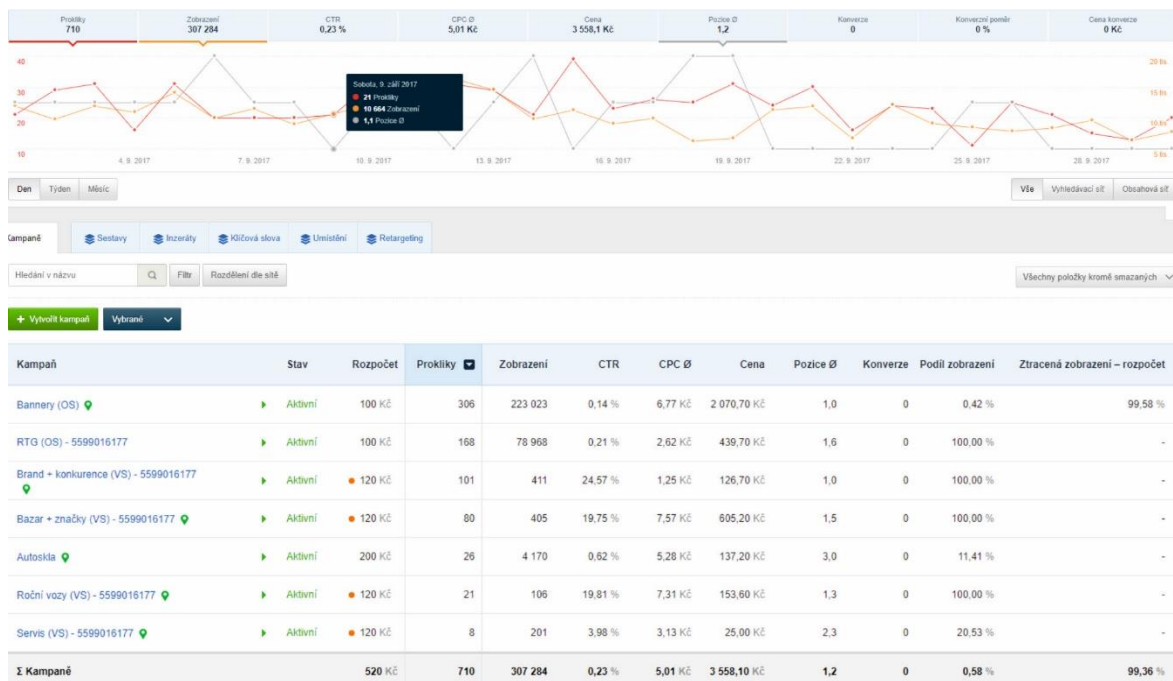 Prokliky Zobrazení CTR CPC Ø Cena Pozice Ø Konverze Konverzní poměr Cena konverze
710 307 284 0,23 % 5,01 Kč 3 558,1 Kč 1,2 0 0 % 0 Kč
40 20 tis
30 15 tis
20 10 tis
10 5 tis
Sobota, 9. září 2017
21 Prokliky
10 664 Zobrazení
1,1 Pozice Ø
4. 9. 2017 7. 9. 2017 10. 9. 2017 13. 9. 2017 16. 9. 2017 19. 9. 2017 22. 9. 2017 25. 9. 2017 28. 9. 2017
Den Týden Měsíc Vše Vyhledávací síť Obsahová síť
Kampaně Sestavy Inzeráty Klíčová slova Umístění Retargeting
Hledání v názvu Filtr Rozdělení dle sítě Všechny položky kromě smazaných
+ Vytvořit kampaň Vybrané
Kampaň Stav Rozpočet Prokliky Zobrazení CTR CPC Ø Cena Pozice Ø Konverze Podíl zobrazení Ztracená zobrazení – rozpočet
Bannery (OS) Aktivní 100 Kč 306 223 023 0,14 % 6,77 Kč 2 070,70 Kč 1,0 0 0,42 % 99,58 %
RTG (OS) - 5599016177 Aktivní 100 Kč 168 78 968 0,21 % 2,62 Kč 439,70 Kč 1,6 0 100,00 % -
Brand + konkurence (VS) - 5599016177 Aktivní 120 Kč 101 411 24,57 % 1,25 Kč 126,70 Kč 1,0 0 100,00 % -
Bazar + značky (VS) - 5599016177 Aktivní 120 Kč 80 405 19,75 % 7,57 Kč 605,20 Kč 1,5 0 100,00 % -
Autoskla Aktivní 200 Kč 26 4 170 0,62 % 5,28 Kč 137,20 Kč 3,0 0 11,41 % -
Roční vozy (VS) - 5599016177 Aktivní 120 Kč 21 106 19,81 % 7,31 Kč 153,60 Kč 1,3 0 100,00 % -
Servis (VS) - 5599016177 Aktivní 120 Kč 8 201 3,98 % 3,13 Kč 25,00 Kč 2,3 0 20,53 % -
Σ Kampaně 520 Kč 710 307 284 0,23 % 5,01 Kč 3 558,10 Kč 1,2 0 0,58 % 99,36 %